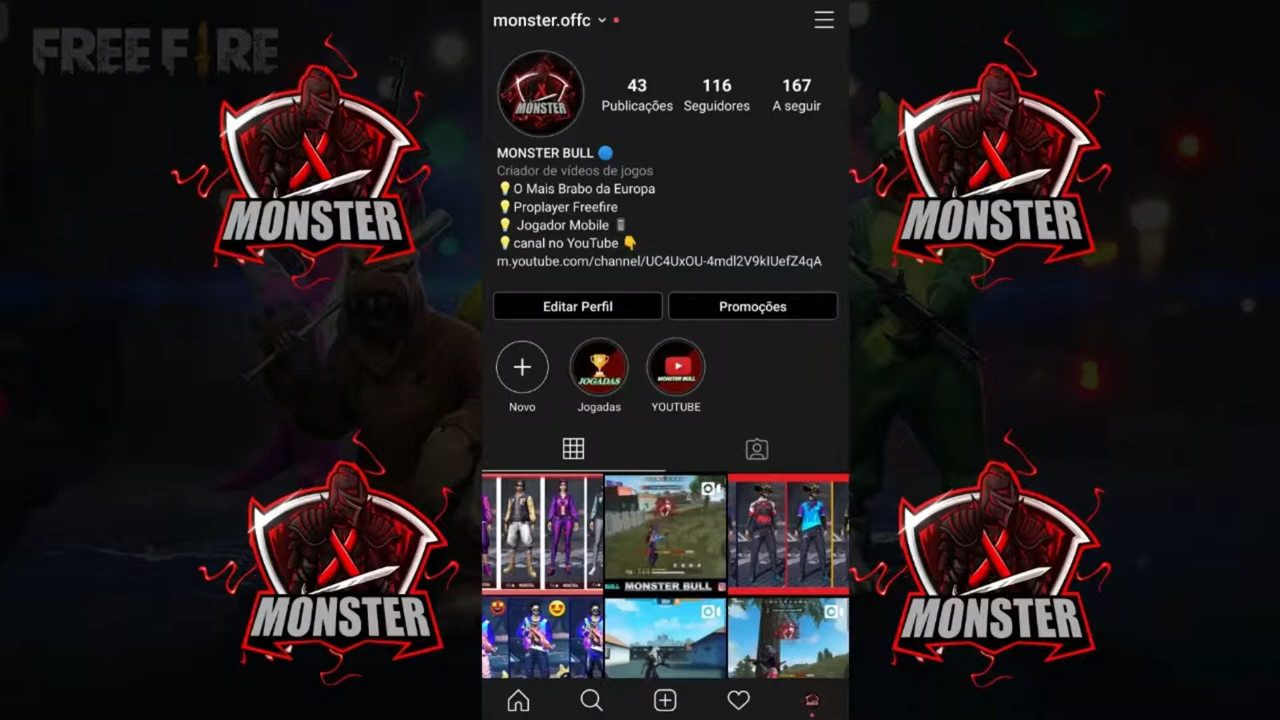 FREE FIRE
monster.offc
43
116
167
Publicações
Seguidores
A seguir
MONSTER
MONSTER BULL
Criador de vídeos de jogos
O Mais Brabo da Europa
Proplayer Freefire
Jogador Mobile
canal no YouTube
m.youtube.com/channel/UC4UxOU-4mdl2V9kIUefZ4qA
Editar Perfil
Promoções
JOGADAS
MONSTER BULL
Novo
Jogadas
YOUTUBE
BULL MONSTER BULL
MONSTER
MONSTER
MONSTER
MONSTER